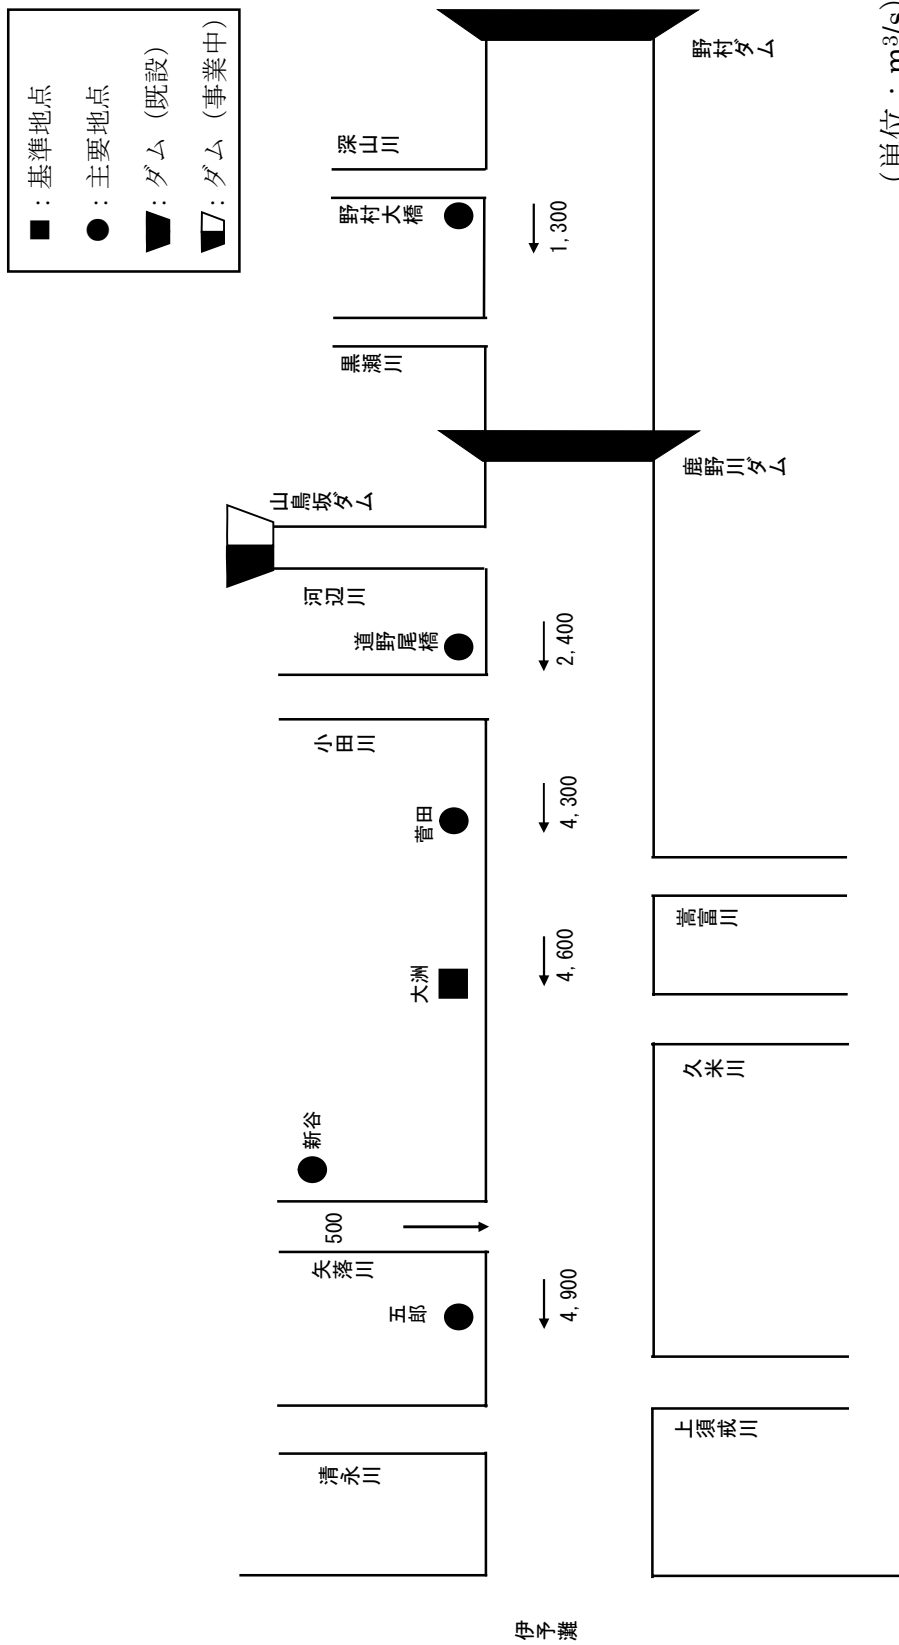 ■：基準地点
●：主要地点
：ダム（既設）
：ダム（事業中）
野村ダム
深山川
野村大橋
1,300
黒瀬川
鹿野川ダム
山鳥坂ダム
河辺川
道野尾橋
2,400
小田川
菅田
4,300
嵩富川
大洲
4,600
久米川
新谷
500
矢落川
五郎
4,900
上須戒川
清永川
伊予灘
（単位：m³/s）